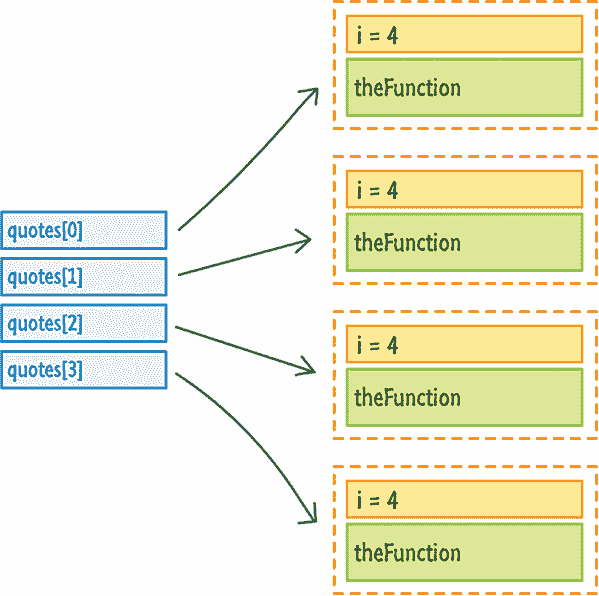 quotes[0]
quotes[1]
quotes[2]
quotes[3]
i = 4
theFunction
i = 4
theFunction
i = 4
theFunction
i = 4
theFunction